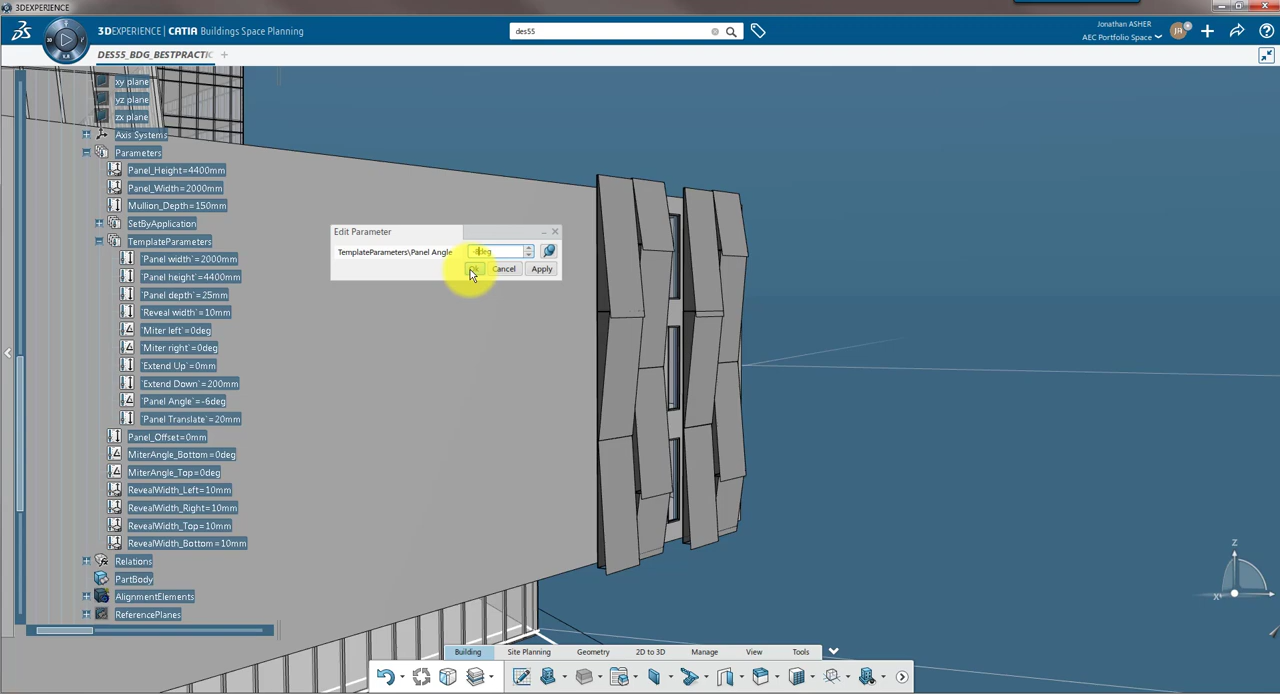 3DEXPERIENCE
3DEXPERIENCE | CATIA Buildings Space Planning
des55
Jonathan ASHER
AEC Portfolio Space
DES55_BDG_BESTPRACTIC
xy plane
yz plane
zx plane
Axis Systems
Parameters
Panel_Height=4400mm
Panel_Width=2000mm
Mullion_Depth=150mm
SetByApplication
TemplateParameters
`Panel width`=2000mm
`Panel height`=4400mm
`Panel depth`=25mm
`Reveal width`=10mm
`Miter left`=0deg
`Miter right`=0deg
`Extend Up`=0mm
`Extend Down`=200mm
`Panel Angle`=-6deg
`Panel Translate`=20mm
Panel_Offset=0mm
MiterAngle_Bottom=0deg
MiterAngle_Top=0deg
RevealWidth_Left=10mm
RevealWidth_Right=10mm
RevealWidth_Top=10mm
RevealWidth_Bottom=10mm
Relations
PartBody
AlignmentElements
ReferencePlanes
Edit Parameter
TemplateParameters\Panel Angle
Cancel
Apply
Z
X
Building
Site Planning
Geometry
2D to 3D
Manage
View
Tools